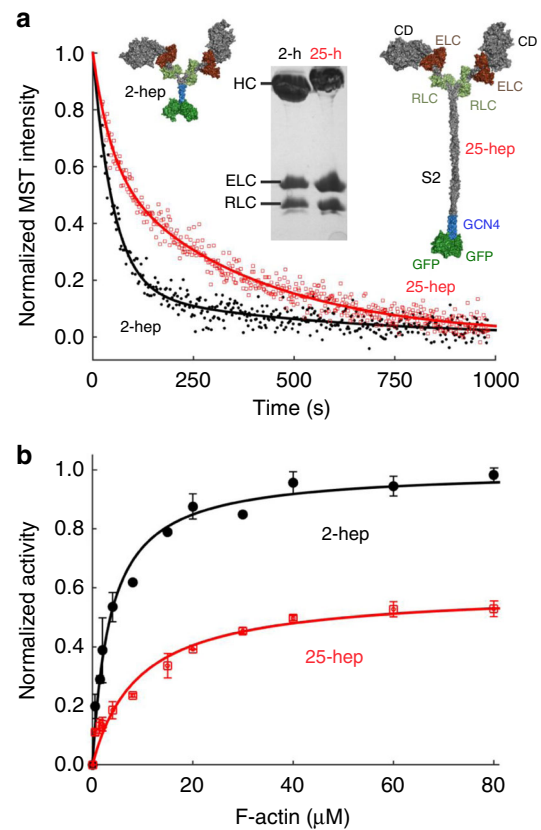 a
Normalized MST intensity
1.0
0.8
0.6
0.4
0.2
0.0
0
250
500
750
1000
Time (s)
2-hep
2-hep
2-h 25-h
HC
ELC
RLC
CD
ELC
CD
ELC
RLC
RLC
25-hep
S2
GCN4
GFP
GFP
25-hep
b
Normalized activity
1.0
0.8
0.6
0.4
0.2
0.0
0
20
40
60
80
F-actin (μM)
2-hep
25-hep